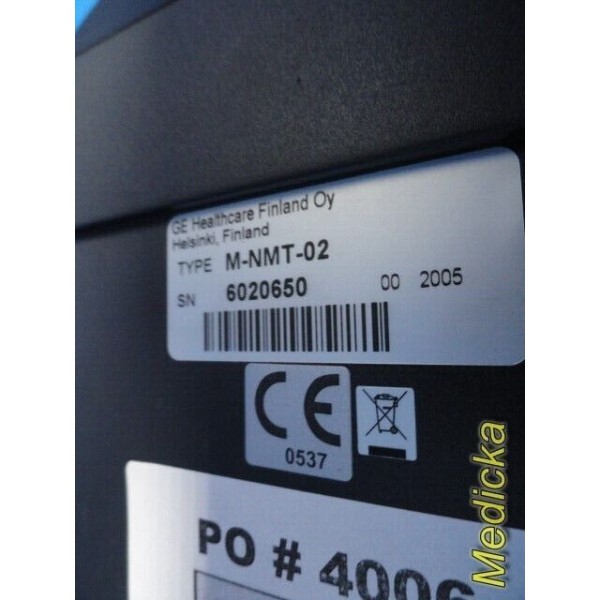 GE Healthcare Finland Oy
Helsinki, Finland
TYPE M-NMT-02
SN 6020650 00 2005
CE
0537
PO # 4006
Medicka